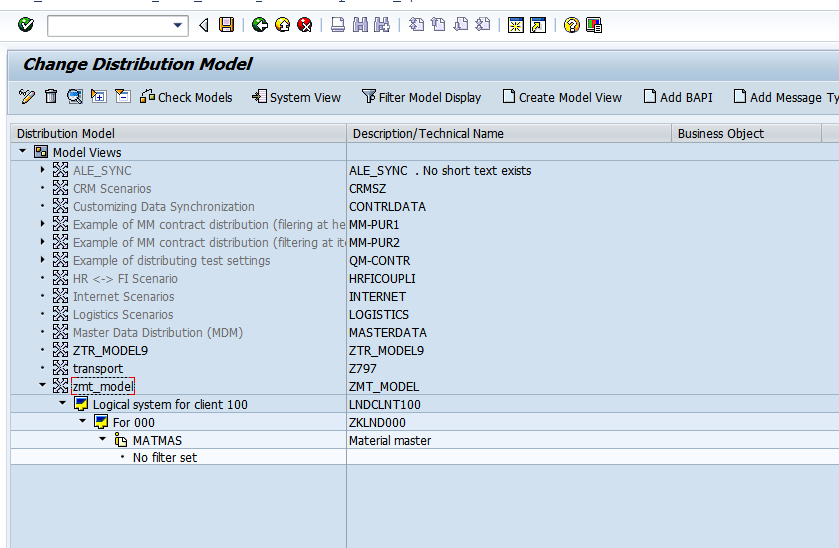 Change Distribution Model
Check Models System View Filter Model Display Create Model View Add BAPI Add Message Ty
Distribution Model Description/Technical Name Business Object
Model Views
ALE_SYNC ALE_SYNC . No short text exists
CRM Scenarios CRMSZ
Customizing Data Synchronization CONTRLDATA
Example of MM contract distribution (filering at he MM-PUR1
Example of MM contract distribution (filtering at ite MM-PUR2
Example of distributing test settings QM-CONTR
HR <-> FI Scenario HRFICOUPLI
Internet Scenarios INTERNET
Logistics Scenarios LOGISTICS
Master Data Distribution (MDM) MASTERDATA
ZTR_MODEL9 ZTR_MODEL9
transport Z797
zmt_model ZMT_MODEL
Logical system for client 100 LNDCLNT100
For 000 ZKLND000
MATMAS Material master
No filter set